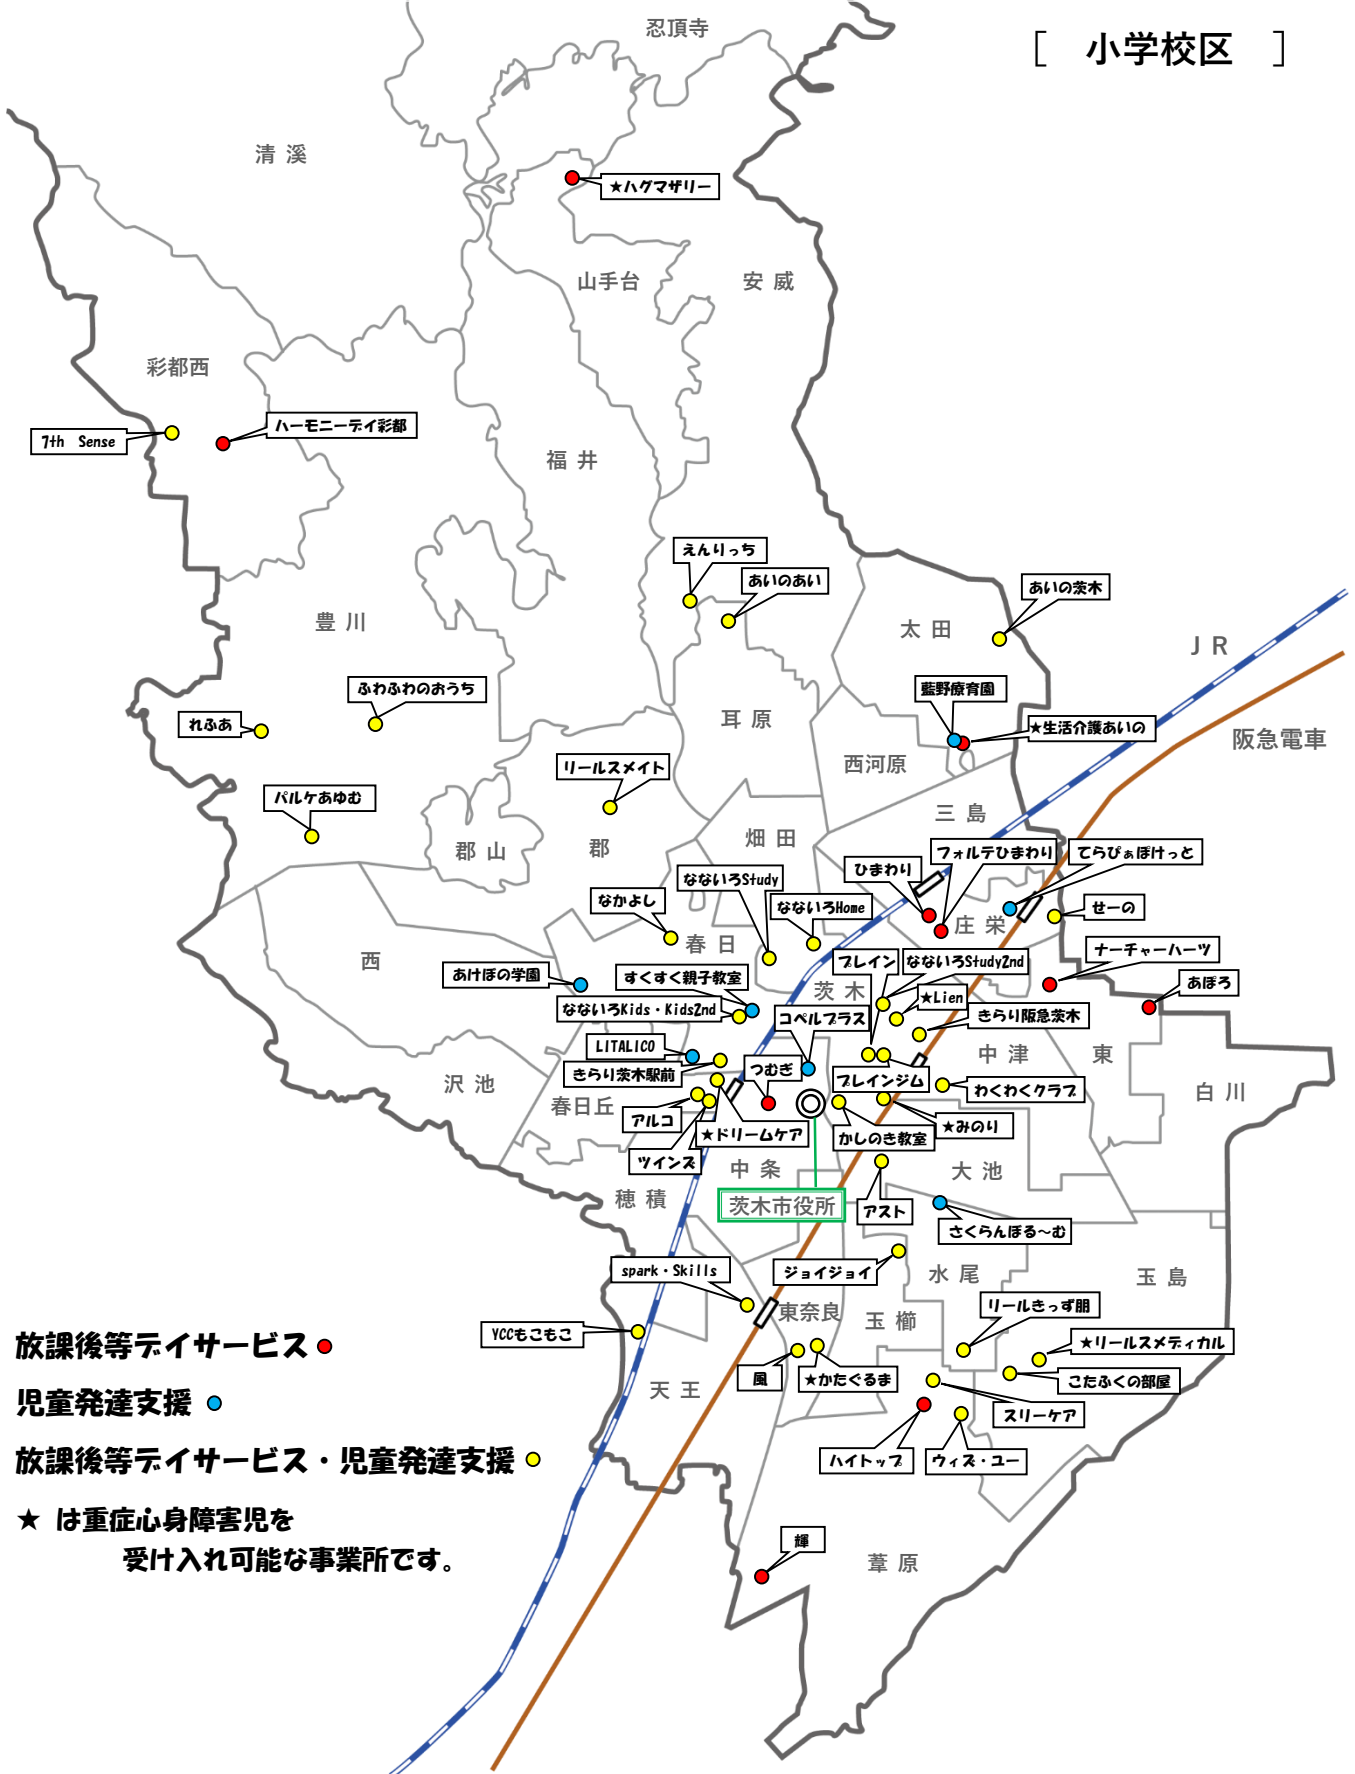 ［　小学校区　］
忍頂寺
清溪
★ハグマザリー
山手台
安威
彩都西
ハーモニーデイ彩都
7th Sense
福井
えんりっち
あいのあい
あいの茨木
豊川
太田
JR
ふわふわのおうち
藍野療育園
れふあ
耳原
★生活介護あいの
阪急電車
西河原
リールスメイト
パルケあゆむ
三島
畑田
郡山
郡
フォルテひまわり
てらぴぁぽけっと
ひまわり
なないろStudy
なかよし
なないろHome
せーの
庄栄
春日
ナーチャーハーツ
西
ブレイン
なないろStudy2nd
あけぼの学園
すくすく親子教室
あぽろ
茨木
★Lien
なないろKids・Kids2nd
コペルプラス
きらり阪急茨木
LITALICO
中津
東
きらり茨木駅前
つむぎ
ブレインジム
沢池
わくわくクラブ
白川
春日丘
アルコ
★ドリームケア
かしのき教室
★みのり
ツインズ
中条
大池
穂積
茨木市役所
アスト
さくらんぼる～む
spark・Skills
ジョイジョイ
水尾
玉島
東奈良
リールきっず朋
玉櫛
YCCもこもこ
★リールスメディカル
放課後等デイサービス
風
★かたぐるま
こたふくの部屋
天王
児童発達支援
スリーケア
ハイトップ
ウィズ・ユー
放課後等デイサービス・児童発達支援
★ は重症心身障害児を
受け入れ可能な事業所です。
輝
葦原